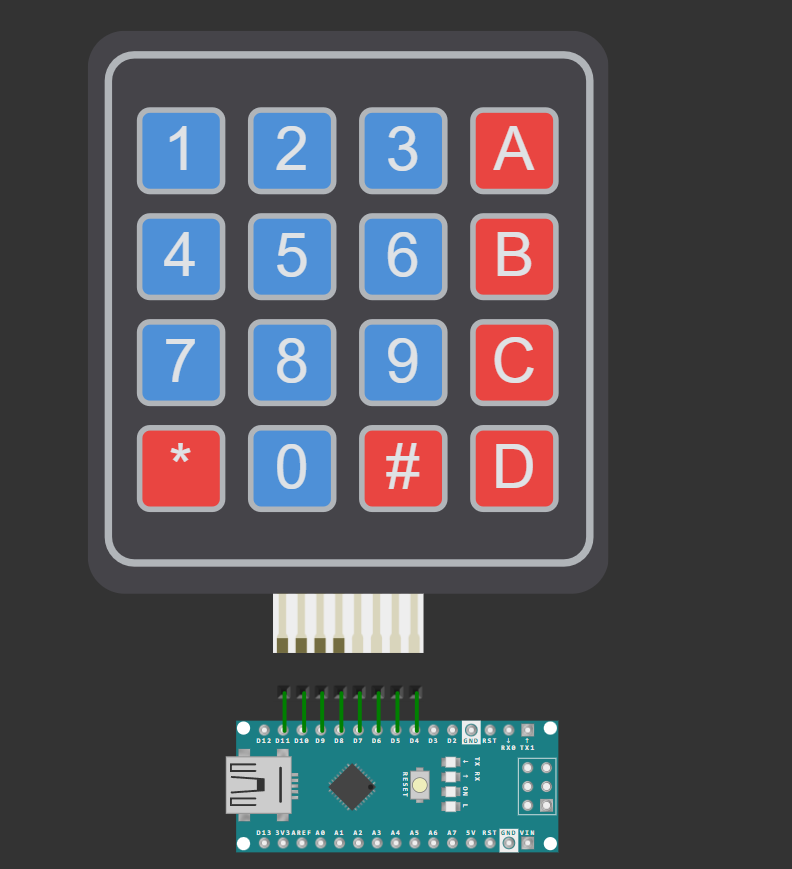 1 2 3 A
4 5 6 B
7 8 9 C
* 0 # D
D12 D11 D10 D9 D8 D7 D6 D5 D4 D3 D2 GND RST ↓ ↑
RX0 TX1
RESET
← TX
↑ RX
ON
L
D13 3V3 AREF A0 A1 A2 A3 A4 A5 A6 A7 5V RST GND VIN